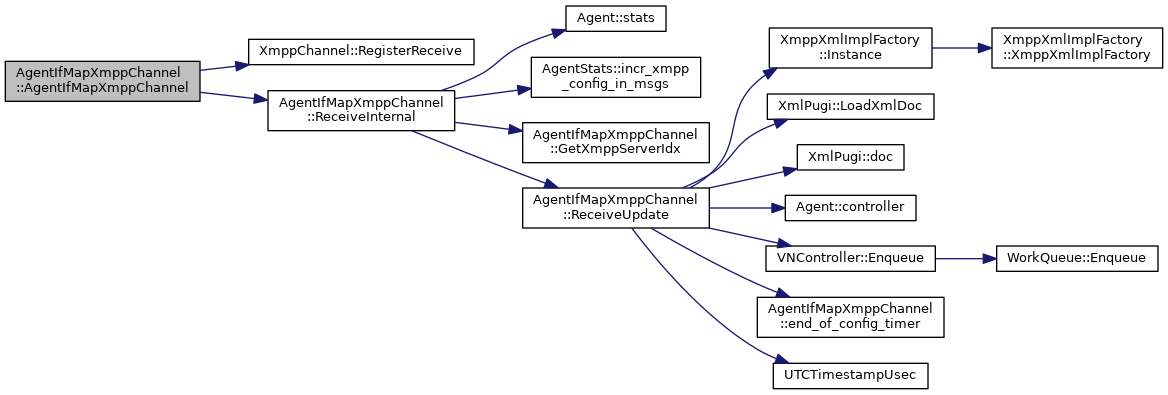 AgentIfMapXmppChannel
::AgentIfMapXmppChannel
XmppChannel::RegisterReceive
AgentIfMapXmppChannel
::ReceiveInternal
Agent::stats
AgentStats::incr_xmpp
_config_in_msgs
AgentIfMapXmppChannel
::GetXmppServerIdx
AgentIfMapXmppChannel
::ReceiveUpdate
XmppXmlImplFactory
::Instance
XmppXmlImplFactory
::XmppXmlImplFactory
XmlPugi::LoadXmlDoc
XmlPugi::doc
Agent::controller
VNController::Enqueue
WorkQueue::Enqueue
AgentIfMapXmppChannel
::end_of_config_timer
UTCTimestampUsec